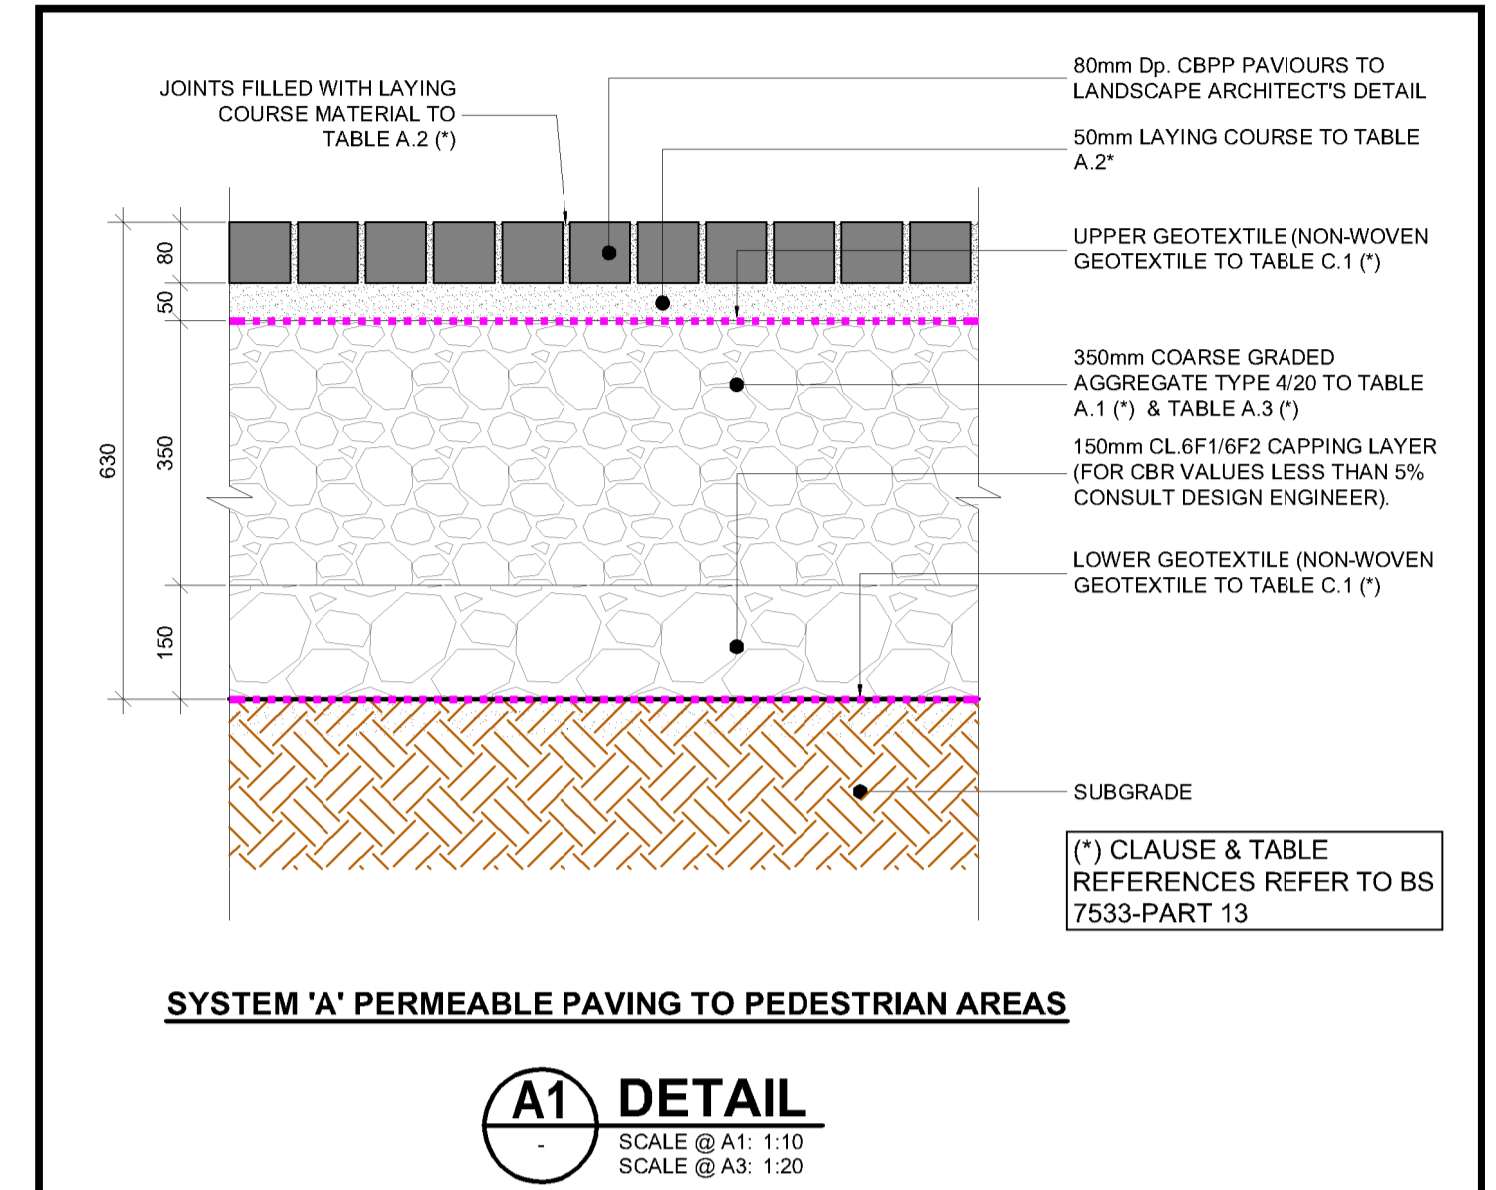 JOINTS FILLED WITH LAYING
COURSE MATERIAL TO
TABLE A.2 (*)
80mm Dp. CBPP PAVIOURS TO
LANDSCAPE ARCHITECT'S DETAIL
50mm LAYING COURSE TO TABLE
A.2*
UPPER GEOTEXTILE (NON-WOVEN
GEOTEXTILE TO TABLE C.1 (*)
350mm COARSE GRADED
AGGREGATE TYPE 4/20 TO TABLE
A.1 (*) & TABLE A.3 (*)
150mm CL.6F1/6F2 CAPPING LAYER
(FOR CBR VALUES LESS THAN 5%
CONSULT DESIGN ENGINEER).
LOWER GEOTEXTILE (NON-WOVEN
GEOTEXTILE TO TABLE C.1 (*)
SUBGRADE
(*) CLAUSE & TABLE
REFERENCES REFER TO BS
7533-PART 13
80
50
350
150
630
SYSTEM 'A' PERMEABLE PAVING TO PEDESTRIAN AREAS
A1
-
DETAIL
SCALE @ A1: 1:10
SCALE @ A3: 1:20